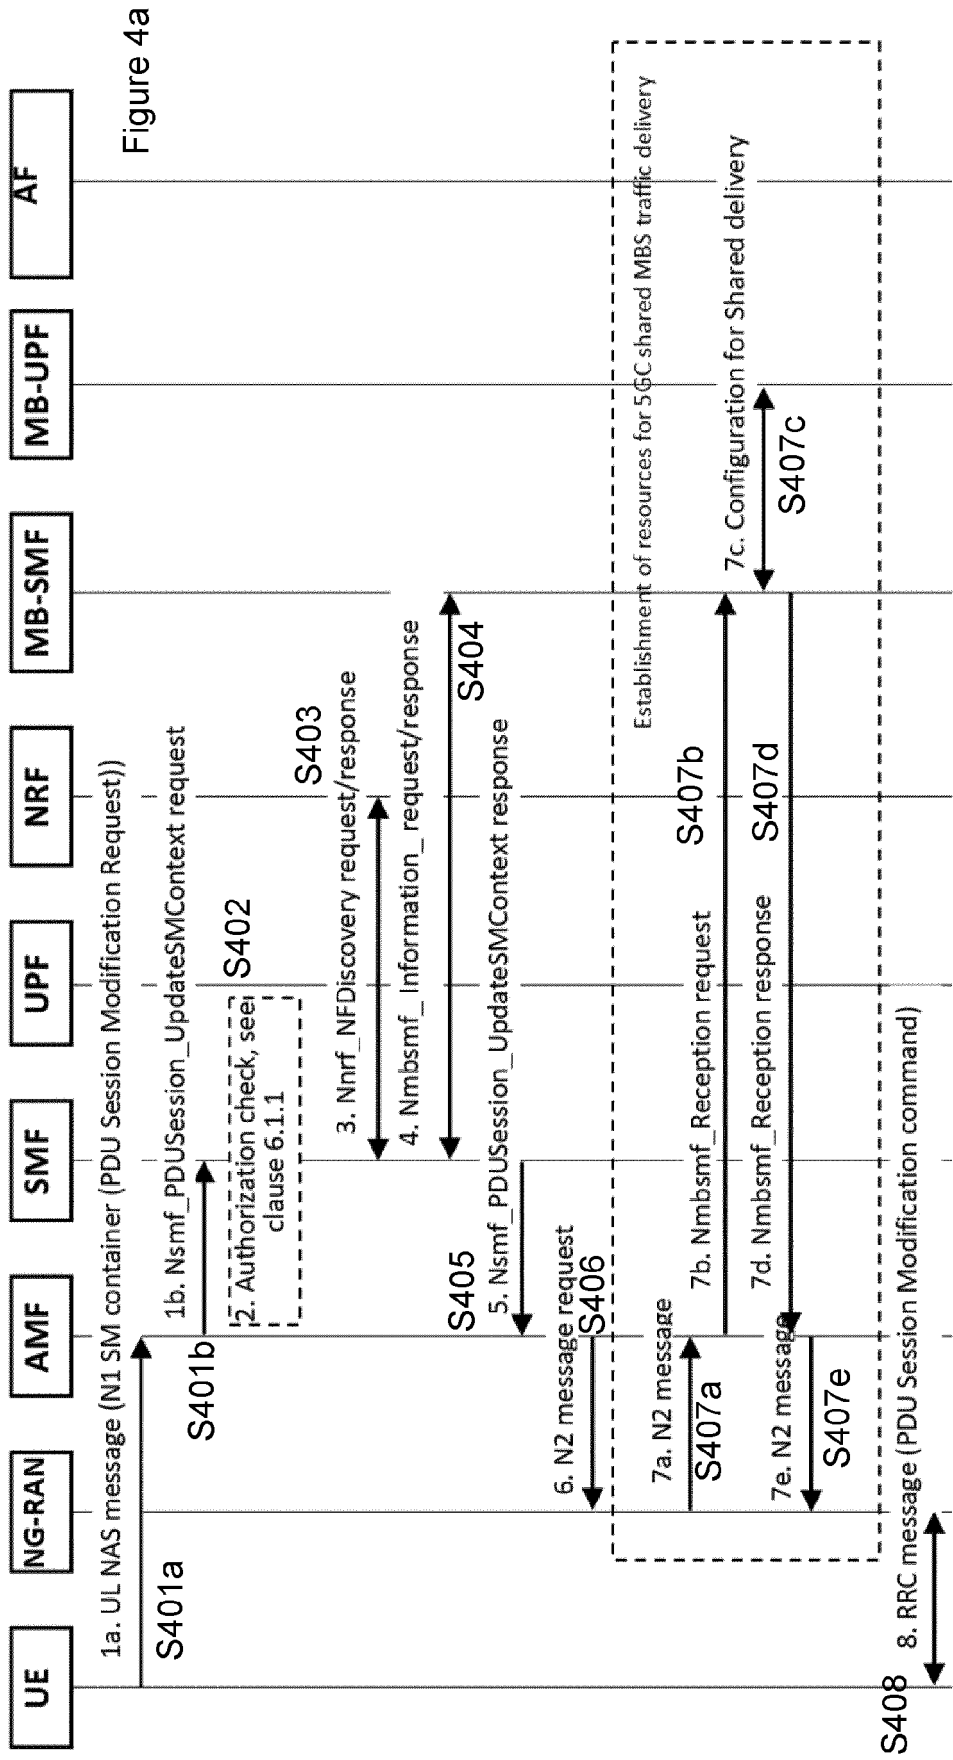 UE
NG-RAN
AMF
SMF
UPF
NRF
MB-SMF
MB-UPF
AF
Figure 4a
1a. UL NAS message (N1 SM container (PDU Session Modification Request))
S401a
1b. Nsmf_PDUSession_UpdateSMContext request
S401b
S402
2. Authorization check, see
clause 6.1.1
S403
3. Nnrf_NFDiscovery request/response
4. Nmbsmf_Information_request/response
S404
S405
5. Nsmf_PDUSession_UpdateSMContext response
6. N2 message request
S406
Establishment of resources for 5GC shared MBS traffic delivery
7a. N2 message
S407a
7b. Nmbsmf_Reception request
S407b
7c. Configuration for Shared delivery
S407c
7d. Nmbsmf_Reception response
S407d
7e. N2 message
S407e
S408
8. RRC message (PDU Session Modification command)